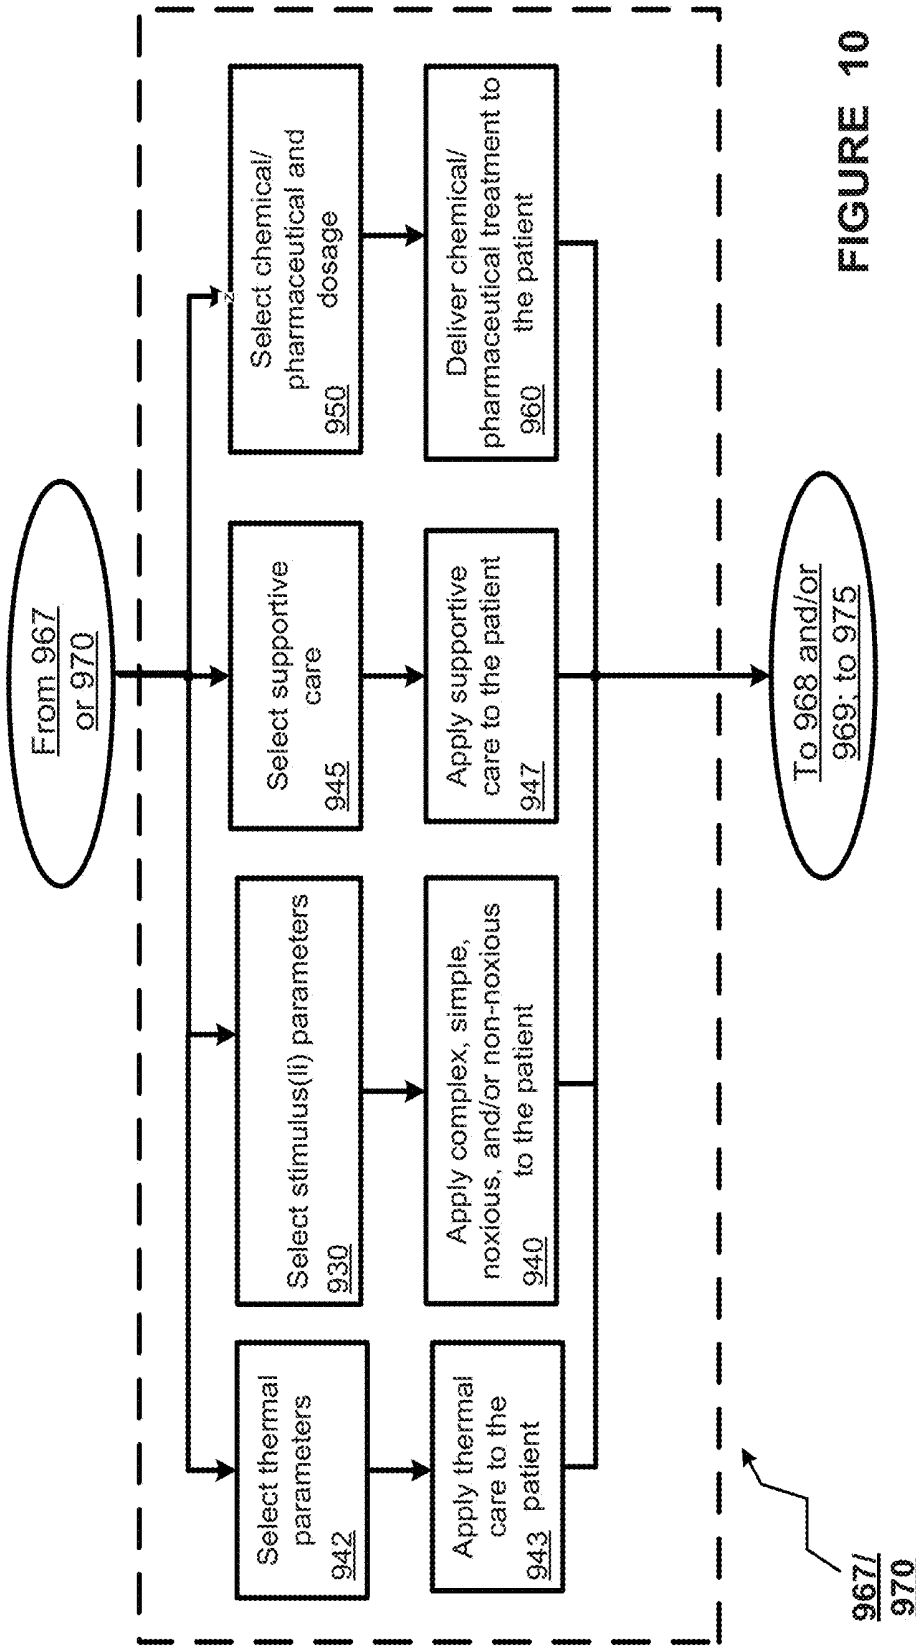 From 967
or 970
Select thermal
parameters
942
Select stimulus(li) parameters
930
Select supportive
care
945
z
Select chemical/
pharmaceutical and
dosage
950
Apply thermal
care to the
patient
943
Apply complex, simple,
noxious, and/or non-noxious
to the patient
940
Apply supportive
care to the patient
947
Deliver chemical/
pharmaceutical treatment to
the patient
960
To 968 and/or
969; to 975
967/
970
FIGURE 10